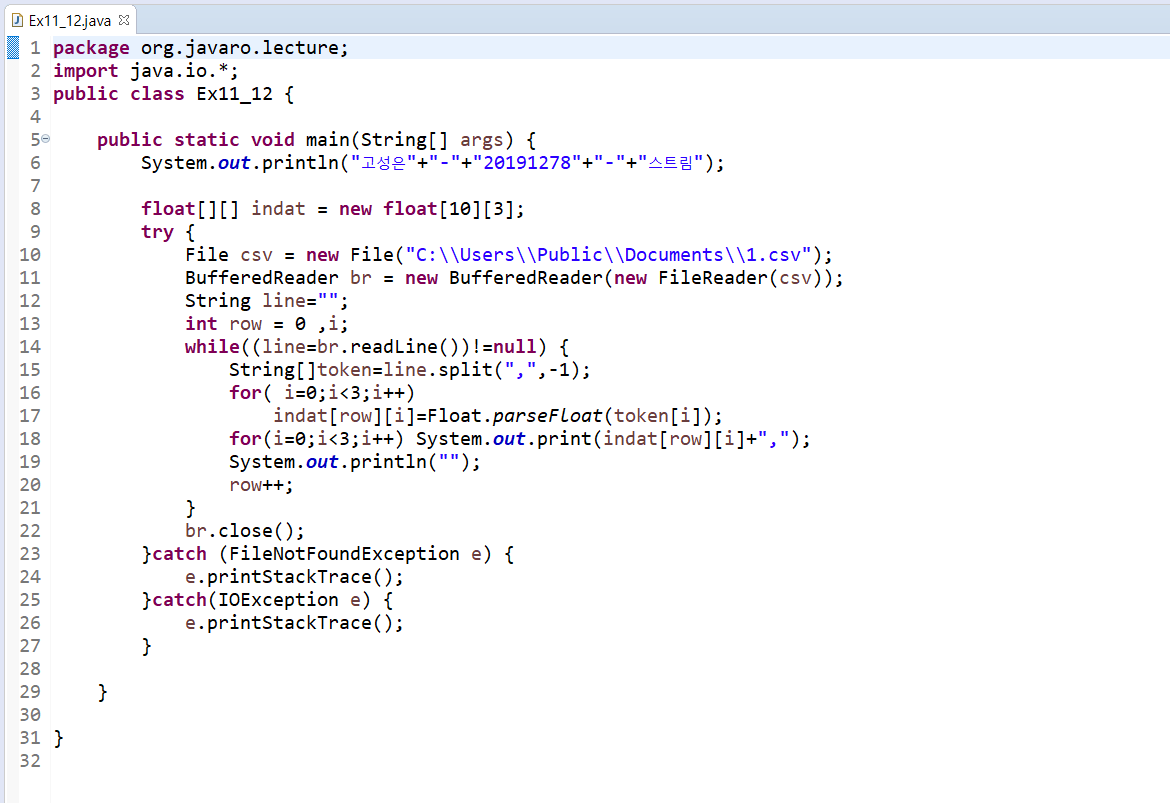 Ex11_12.java
1 package org.javaro.lecture;
2 import java.io.*;
3 public class Ex11_12 {
4
5     public static void main(String[] args) {
6         System.out.println("고성은"+"-"+"20191278"+"-"+"스트림");
7
8         float[][] indat = new float[10][3];
9         try {
10             File csv = new File("C:\\Users\\Public\\Documents\\1.csv");
11             BufferedReader br = new BufferedReader(new FileReader(csv));
12             String line="";
13             int row = 0 ,i;
14             while((line=br.readLine())!=null) {
15                 String[]token=line.split(",",-1);
16                 for( i=0;i<3;i++)
17                     indat[row][i]=Float.parseFloat(token[i]);
18                 for(i=0;i<3;i++) System.out.print(indat[row][i]+",");
19                 System.out.println("");
20                 row++;
21             }
22             br.close();
23         }catch (FileNotFoundException e) {
24             e.printStackTrace();
25         }catch(IOException e) {
26             e.printStackTrace();
27         }
28
29     }
30
31 }
32